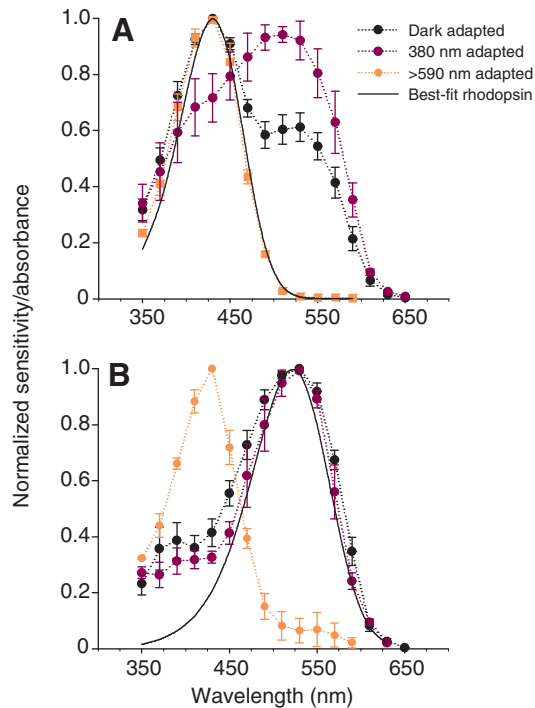 A
Dark adapted
380 nm adapted
>590 nm adapted
Best-fit rhodopsin
1.0
0.8
0.6
0.4
0.2
0
350 450 550 650
Normalized sensitivity/absorbance
B
1.0
0.8
0.6
0.4
0.2
0
350 450 550 650
Wavelength (nm)